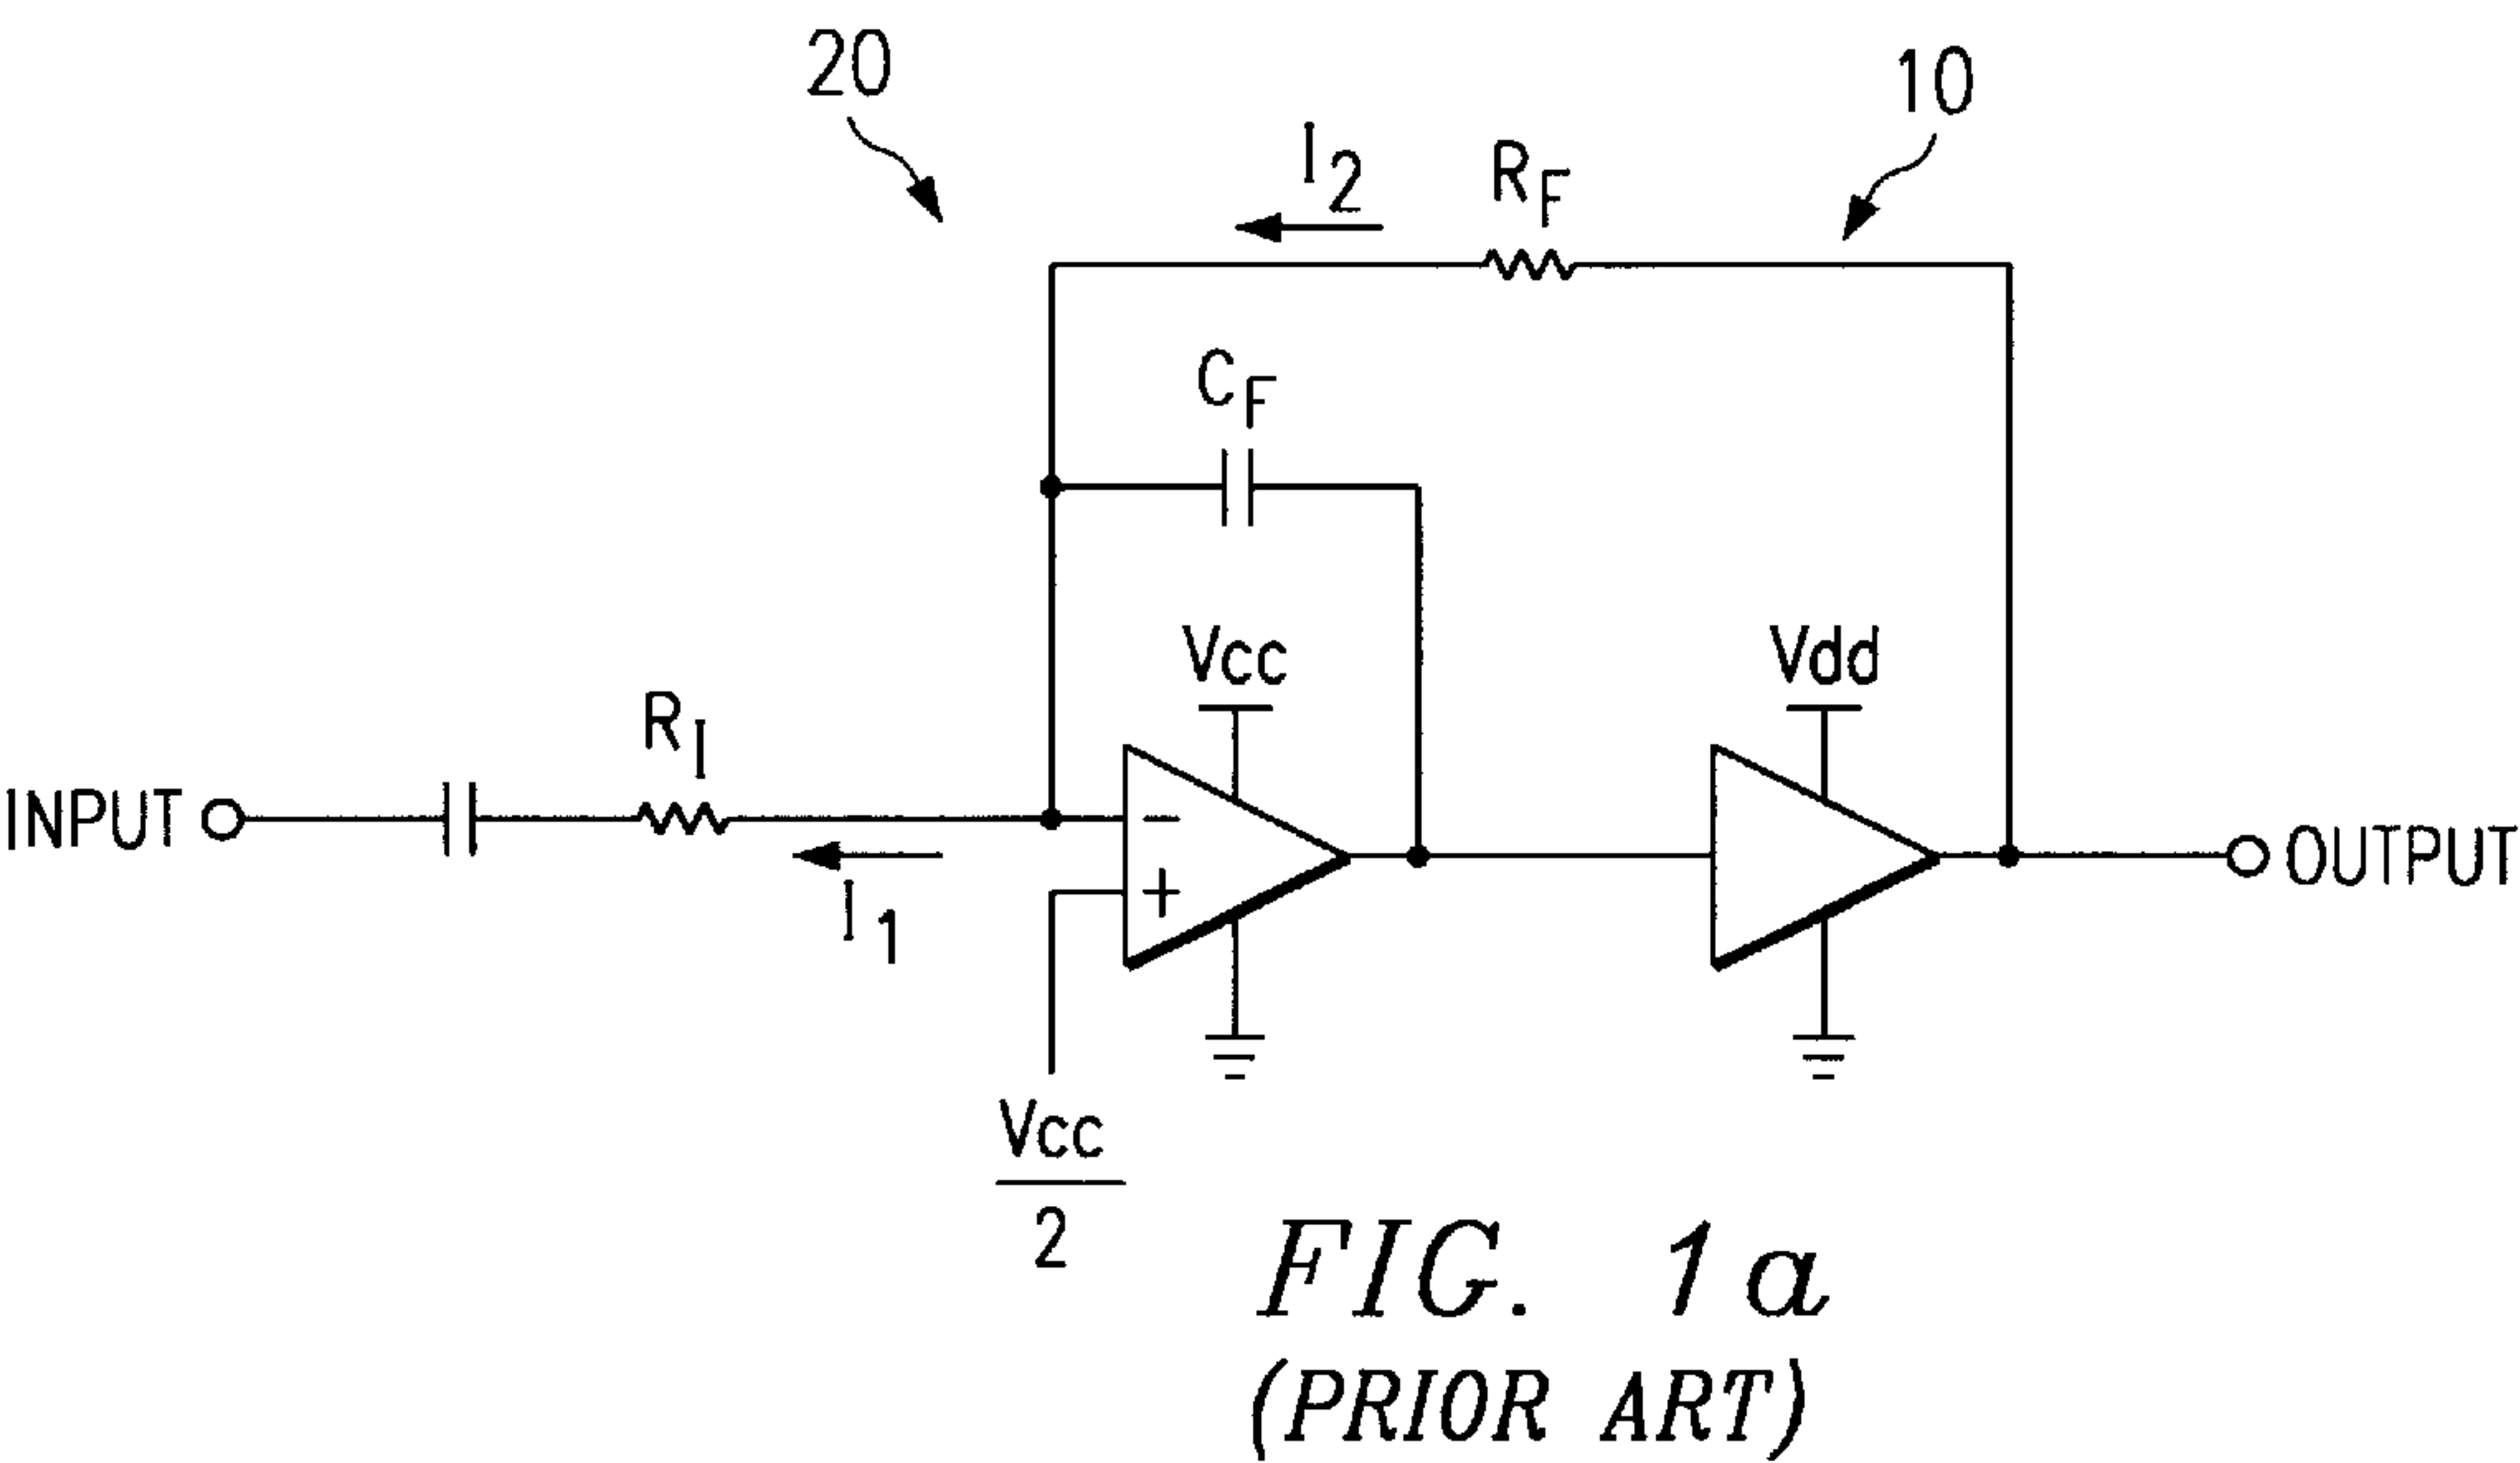 20
10
I2
RF
CF
Vcc
Vdd
RI
INPUT
−
+
I1
OUTPUT
Vcc
2
FIG. 1a
(PRIOR ART)